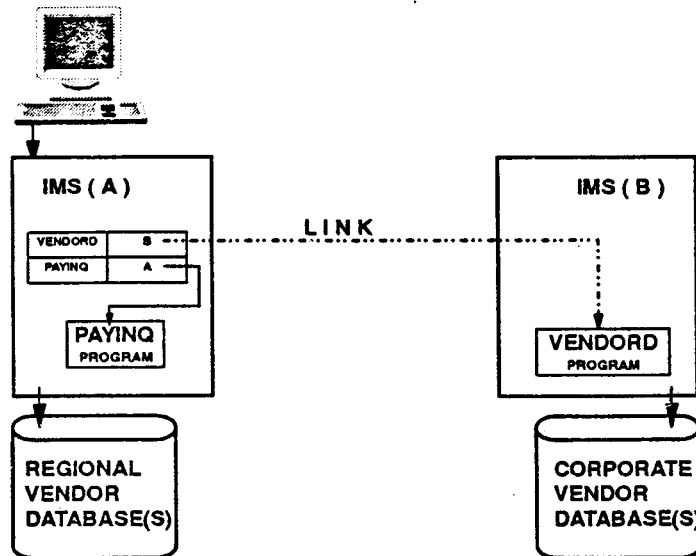 IMS ( A )
IMS ( B )
LINK
VENDORD B
PAYINQ A
PAYINQ
PROGRAM
VENDORD
PROGRAM
REGIONAL
VENDOR
DATABASE(S)
CORPORATE
VENDOR
DATABASE(S)